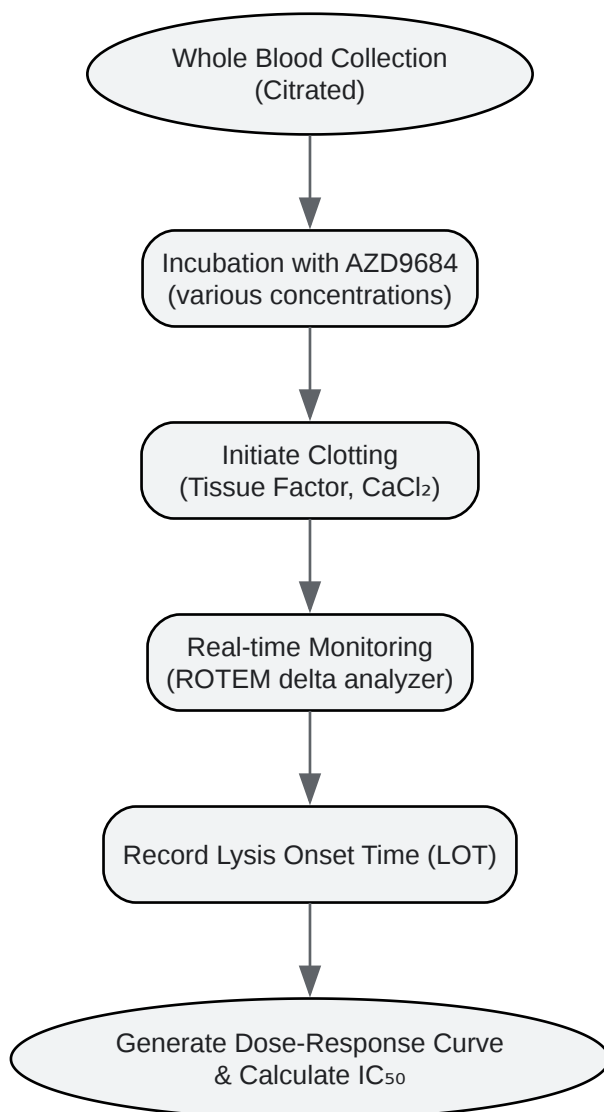 Whole Blood Collection
(Citrated)
Incubation with AZD9684
(various concentrations)
Initiate Clotting
(Tissue Factor, CaCl₂)
Real-time Monitoring
(ROTEM delta analyzer)
Record Lysis Onset Time (LOT)
Generate Dose-Response Curve
& Calculate IC₅₀